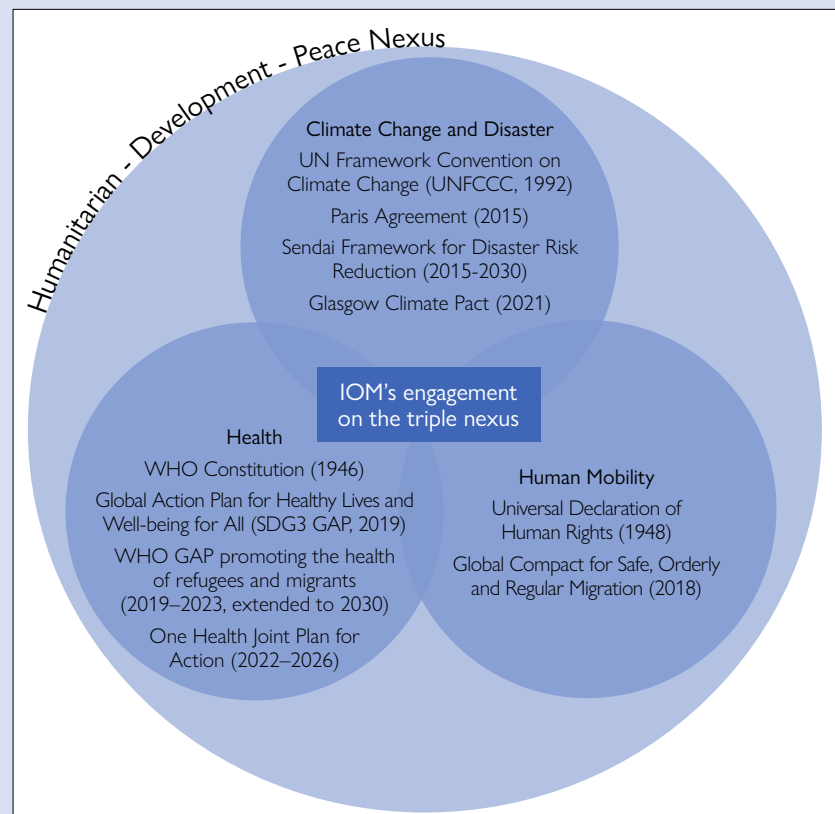 Humanitarian - Development - Peace Nexus
Climate Change and Disaster
UN Framework Convention on
Climate Change (UNFCCC, 1992)
Paris Agreement (2015)
Sendai Framework for Disaster Risk
Reduction (2015-2030)
Glasgow Climate Pact (2021)
IOM’s engagement
on the triple nexus
Health
WHO Constitution (1946)
Global Action Plan for Healthy Lives and
Well-being for All (SDG3 GAP, 2019)
WHO GAP promoting the health
of refugees and migrants
(2019–2023, extended to 2030)
One Health Joint Plan for
Action (2022–2026)
Human Mobility
Universal Declaration of
Human Rights (1948)
Global Compact for Safe, Orderly
and Regular Migration (2018)